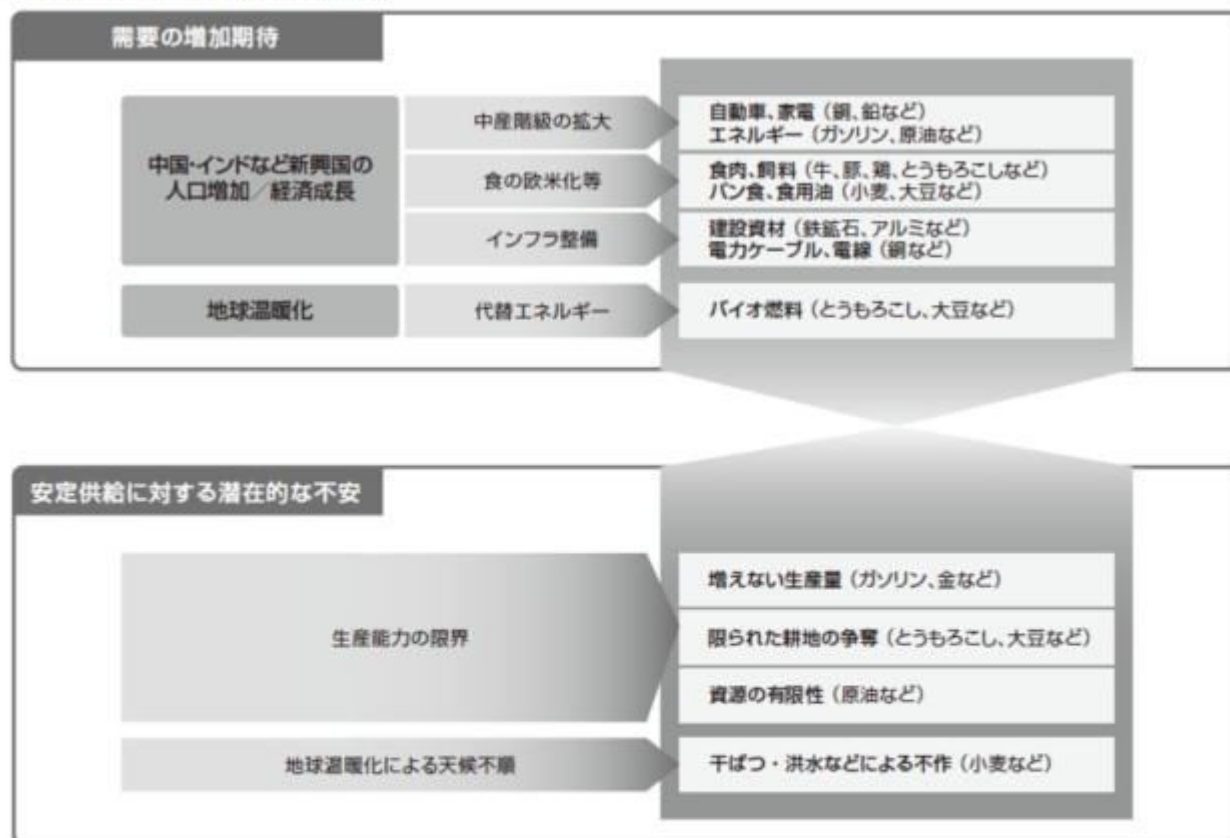 需要の増加期待
中国・インドなど新興国の
人口増加／経済成長
中産階級の拡大
自動車、家電（銅、鉛など）
エネルギー（ガソリン、原油など）
食の欧米化等
食肉、飼料（牛、豚、鶏、とうもろこしなど）
パン食、食用油（小麦、大豆など）
インフラ整備
建設資材（鉄鉱石、アルミなど）
電力ケーブル、電線（銅など）
地球温暖化
代替エネルギー
バイオ燃料（とうもろこし、大豆など）
安定供給に対する潜在的な不安
生産能力の限界
増えない生産量（ガソリン、金など）
限られた耕地の争奪（とうもろこし、大豆など）
資源の有限性（原油など）
地球温暖化による天候不順
干ばつ・洪水などによる不作（小麦など）